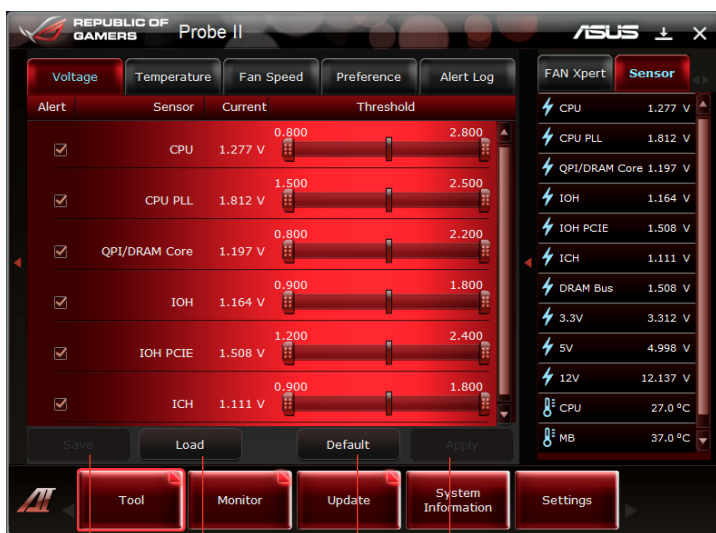 REPUBLIC OF GAMERS Probe II ASUS
Voltage Temperature Fan Speed Preference Alert Log
Alert Sensor Current Threshold
CPU 1.277 V 0.800 2.800
CPU PLL 1.812 V 1.500 2.500
QPI/DRAM Core 1.197 V 0.800 2.200
IOH 1.164 V 0.900 1.800
IOH PCIE 1.508 V 1.200 2.400
ICH 1.111 V 0.900 1.800
Save Load Default Apply
FAN Xpert Sensor
CPU 1.277 V
CPU PLL 1.812 V
QPI/DRAM Core 1.197 V
IOH 1.164 V
IOH PCIE 1.508 V
ICH 1.111 V
DRAM Bus 1.508 V
3.3V 3.312 V
5V 4.998 V
12V 12.137 V
CPU 27.0 °C
MB 37.0 °C
Tool Monitor Update System Information Settings